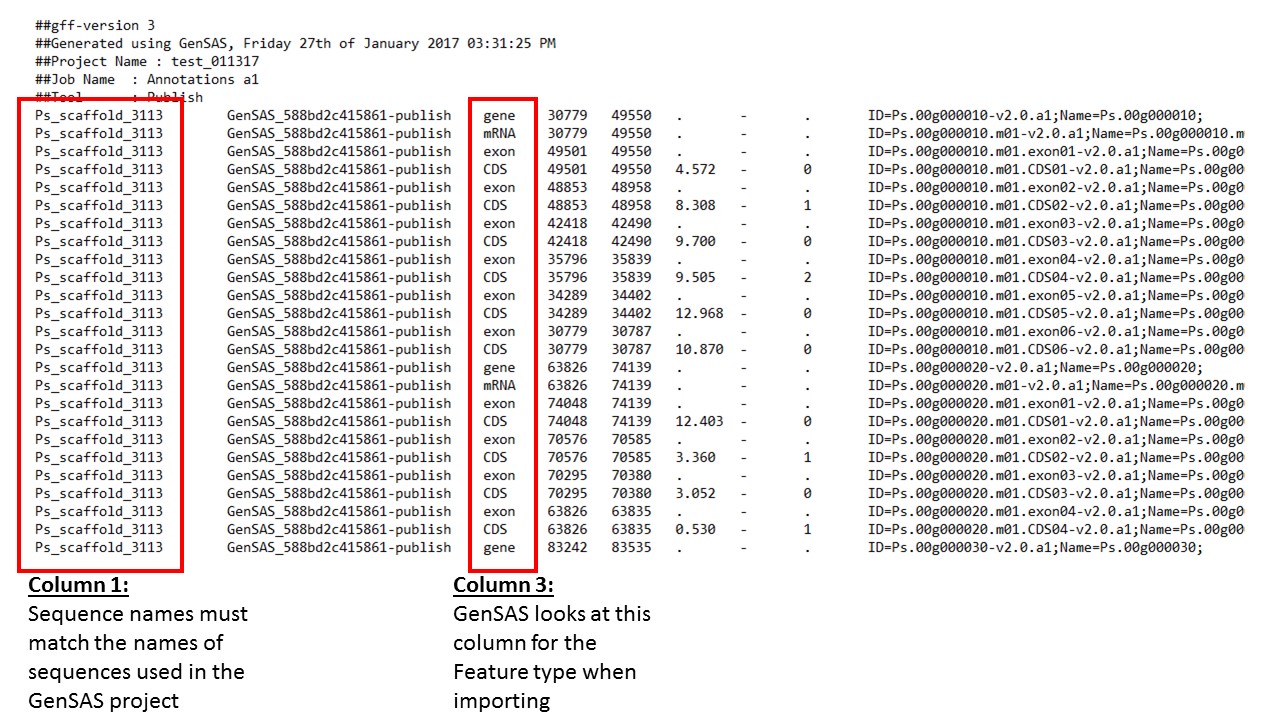 ##gff-version 3
##Generated using GenSAS, Friday 27th of January 2017 03:31:25 PM
##Project Name : test_011317
##Job Name  : Annotations a1
##Tool      : Publish
Ps_scaffold_3113 GenSAS_588bd2c415861-publish gene 30779 49550 . - . ID=Ps.00g000010-v2.0.a1;Name=Ps.00g000010;
Ps_scaffold_3113 GenSAS_588bd2c415861-publish mRNA 30779 49550 . - . ID=Ps.00g000010.m01-v2.0.a1;Name=Ps.00g000010.m
Ps_scaffold_3113 GenSAS_588bd2c415861-publish exon 49501 49550 . - . ID=Ps.00g000010.m01.exon01-v2.0.a1;Name=Ps.00g0
Ps_scaffold_3113 GenSAS_588bd2c415861-publish CDS 49501 49550 4.572 - 0 ID=Ps.00g000010.m01.CDS01-v2.0.a1;Name=Ps.00g00
Ps_scaffold_3113 GenSAS_588bd2c415861-publish exon 48853 48958 . - . ID=Ps.00g000010.m01.exon02-v2.0.a1;Name=Ps.00g0
Ps_scaffold_3113 GenSAS_588bd2c415861-publish CDS 48853 48958 8.308 - 1 ID=Ps.00g000010.m01.CDS02-v2.0.a1;Name=Ps.00g00
Ps_scaffold_3113 GenSAS_588bd2c415861-publish exon 42418 42490 . - . ID=Ps.00g000010.m01.exon03-v2.0.a1;Name=Ps.00g0
Ps_scaffold_3113 GenSAS_588bd2c415861-publish CDS 42418 42490 9.700 - 0 ID=Ps.00g000010.m01.CDS03-v2.0.a1;Name=Ps.00g00
Ps_scaffold_3113 GenSAS_588bd2c415861-publish exon 35796 35839 . - . ID=Ps.00g000010.m01.exon04-v2.0.a1;Name=Ps.00g0
Ps_scaffold_3113 GenSAS_588bd2c415861-publish CDS 35796 35839 9.505 - 2 ID=Ps.00g000010.m01.CDS04-v2.0.a1;Name=Ps.00g00
Ps_scaffold_3113 GenSAS_588bd2c415861-publish exon 34289 34402 . - . ID=Ps.00g000010.m01.exon05-v2.0.a1;Name=Ps.00g0
Ps_scaffold_3113 GenSAS_588bd2c415861-publish CDS 34289 34402 12.968 - 0 ID=Ps.00g000010.m01.CDS05-v2.0.a1;Name=Ps.00g00
Ps_scaffold_3113 GenSAS_588bd2c415861-publish exon 30779 30787 . - . ID=Ps.00g000010.m01.exon06-v2.0.a1;Name=Ps.00g0
Ps_scaffold_3113 GenSAS_588bd2c415861-publish CDS 30779 30787 10.870 - 0 ID=Ps.00g000010.m01.CDS06-v2.0.a1;Name=Ps.00g00
Ps_scaffold_3113 GenSAS_588bd2c415861-publish gene 63826 74139 . - . ID=Ps.00g000020-v2.0.a1;Name=Ps.00g000020;
Ps_scaffold_3113 GenSAS_588bd2c415861-publish mRNA 63826 74139 . - . ID=Ps.00g000020.m01-v2.0.a1;Name=Ps.00g000020.m
Ps_scaffold_3113 GenSAS_588bd2c415861-publish exon 74048 74139 . - . ID=Ps.00g000020.m01.exon01-v2.0.a1;Name=Ps.00g0
Ps_scaffold_3113 GenSAS_588bd2c415861-publish CDS 74048 74139 12.403 - 0 ID=Ps.00g000020.m01.CDS01-v2.0.a1;Name=Ps.00g00
Ps_scaffold_3113 GenSAS_588bd2c415861-publish exon 70576 70585 . - . ID=Ps.00g000020.m01.exon02-v2.0.a1;Name=Ps.00g0
Ps_scaffold_3113 GenSAS_588bd2c415861-publish CDS 70576 70585 3.360 - 1 ID=Ps.00g000020.m01.CDS02-v2.0.a1;Name=Ps.00g00
Ps_scaffold_3113 GenSAS_588bd2c415861-publish exon 70295 70380 . - . ID=Ps.00g000020.m01.exon03-v2.0.a1;Name=Ps.00g0
Ps_scaffold_3113 GenSAS_588bd2c415861-publish CDS 70295 70380 3.052 - 0 ID=Ps.00g000020.m01.CDS03-v2.0.a1;Name=Ps.00g00
Ps_scaffold_3113 GenSAS_588bd2c415861-publish exon 63826 63835 . - . ID=Ps.00g000020.m01.exon04-v2.0.a1;Name=Ps.00g0
Ps_scaffold_3113 GenSAS_588bd2c415861-publish CDS 63826 63835 0.530 - 1 ID=Ps.00g000020.m01.CDS04-v2.0.a1;Name=Ps.00g00
Ps_scaffold_3113 GenSAS_588bd2c415861-publish gene 83242 83535 . - . ID=Ps.00g000030-v2.0.a1;Name=Ps.00g000030;
Column 1:
Sequence names must
match the names of
sequences used in the
GenSAS project
Column 3:
GenSAS looks at this
column for the
Feature type when
importing